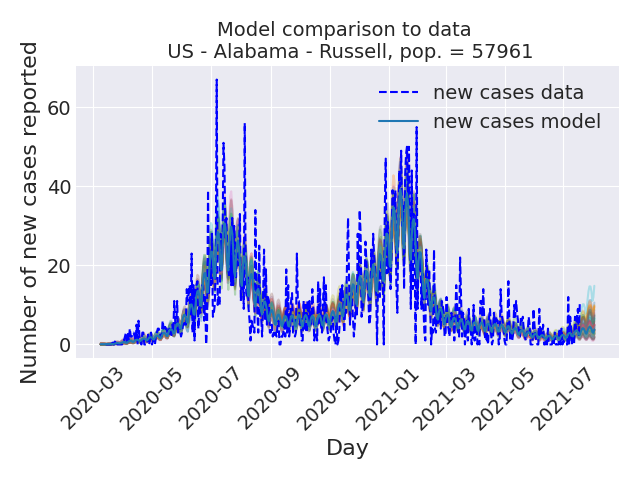 Model comparison to data
US - Alabama - Russell, pop. = 57961
Number of new cases reported
60
40
20
0
new cases data
new cases model
2020-03
2020-05
2020-07
2020-09
2020-11
2021-01
2021-03
2021-05
2021-07
Day